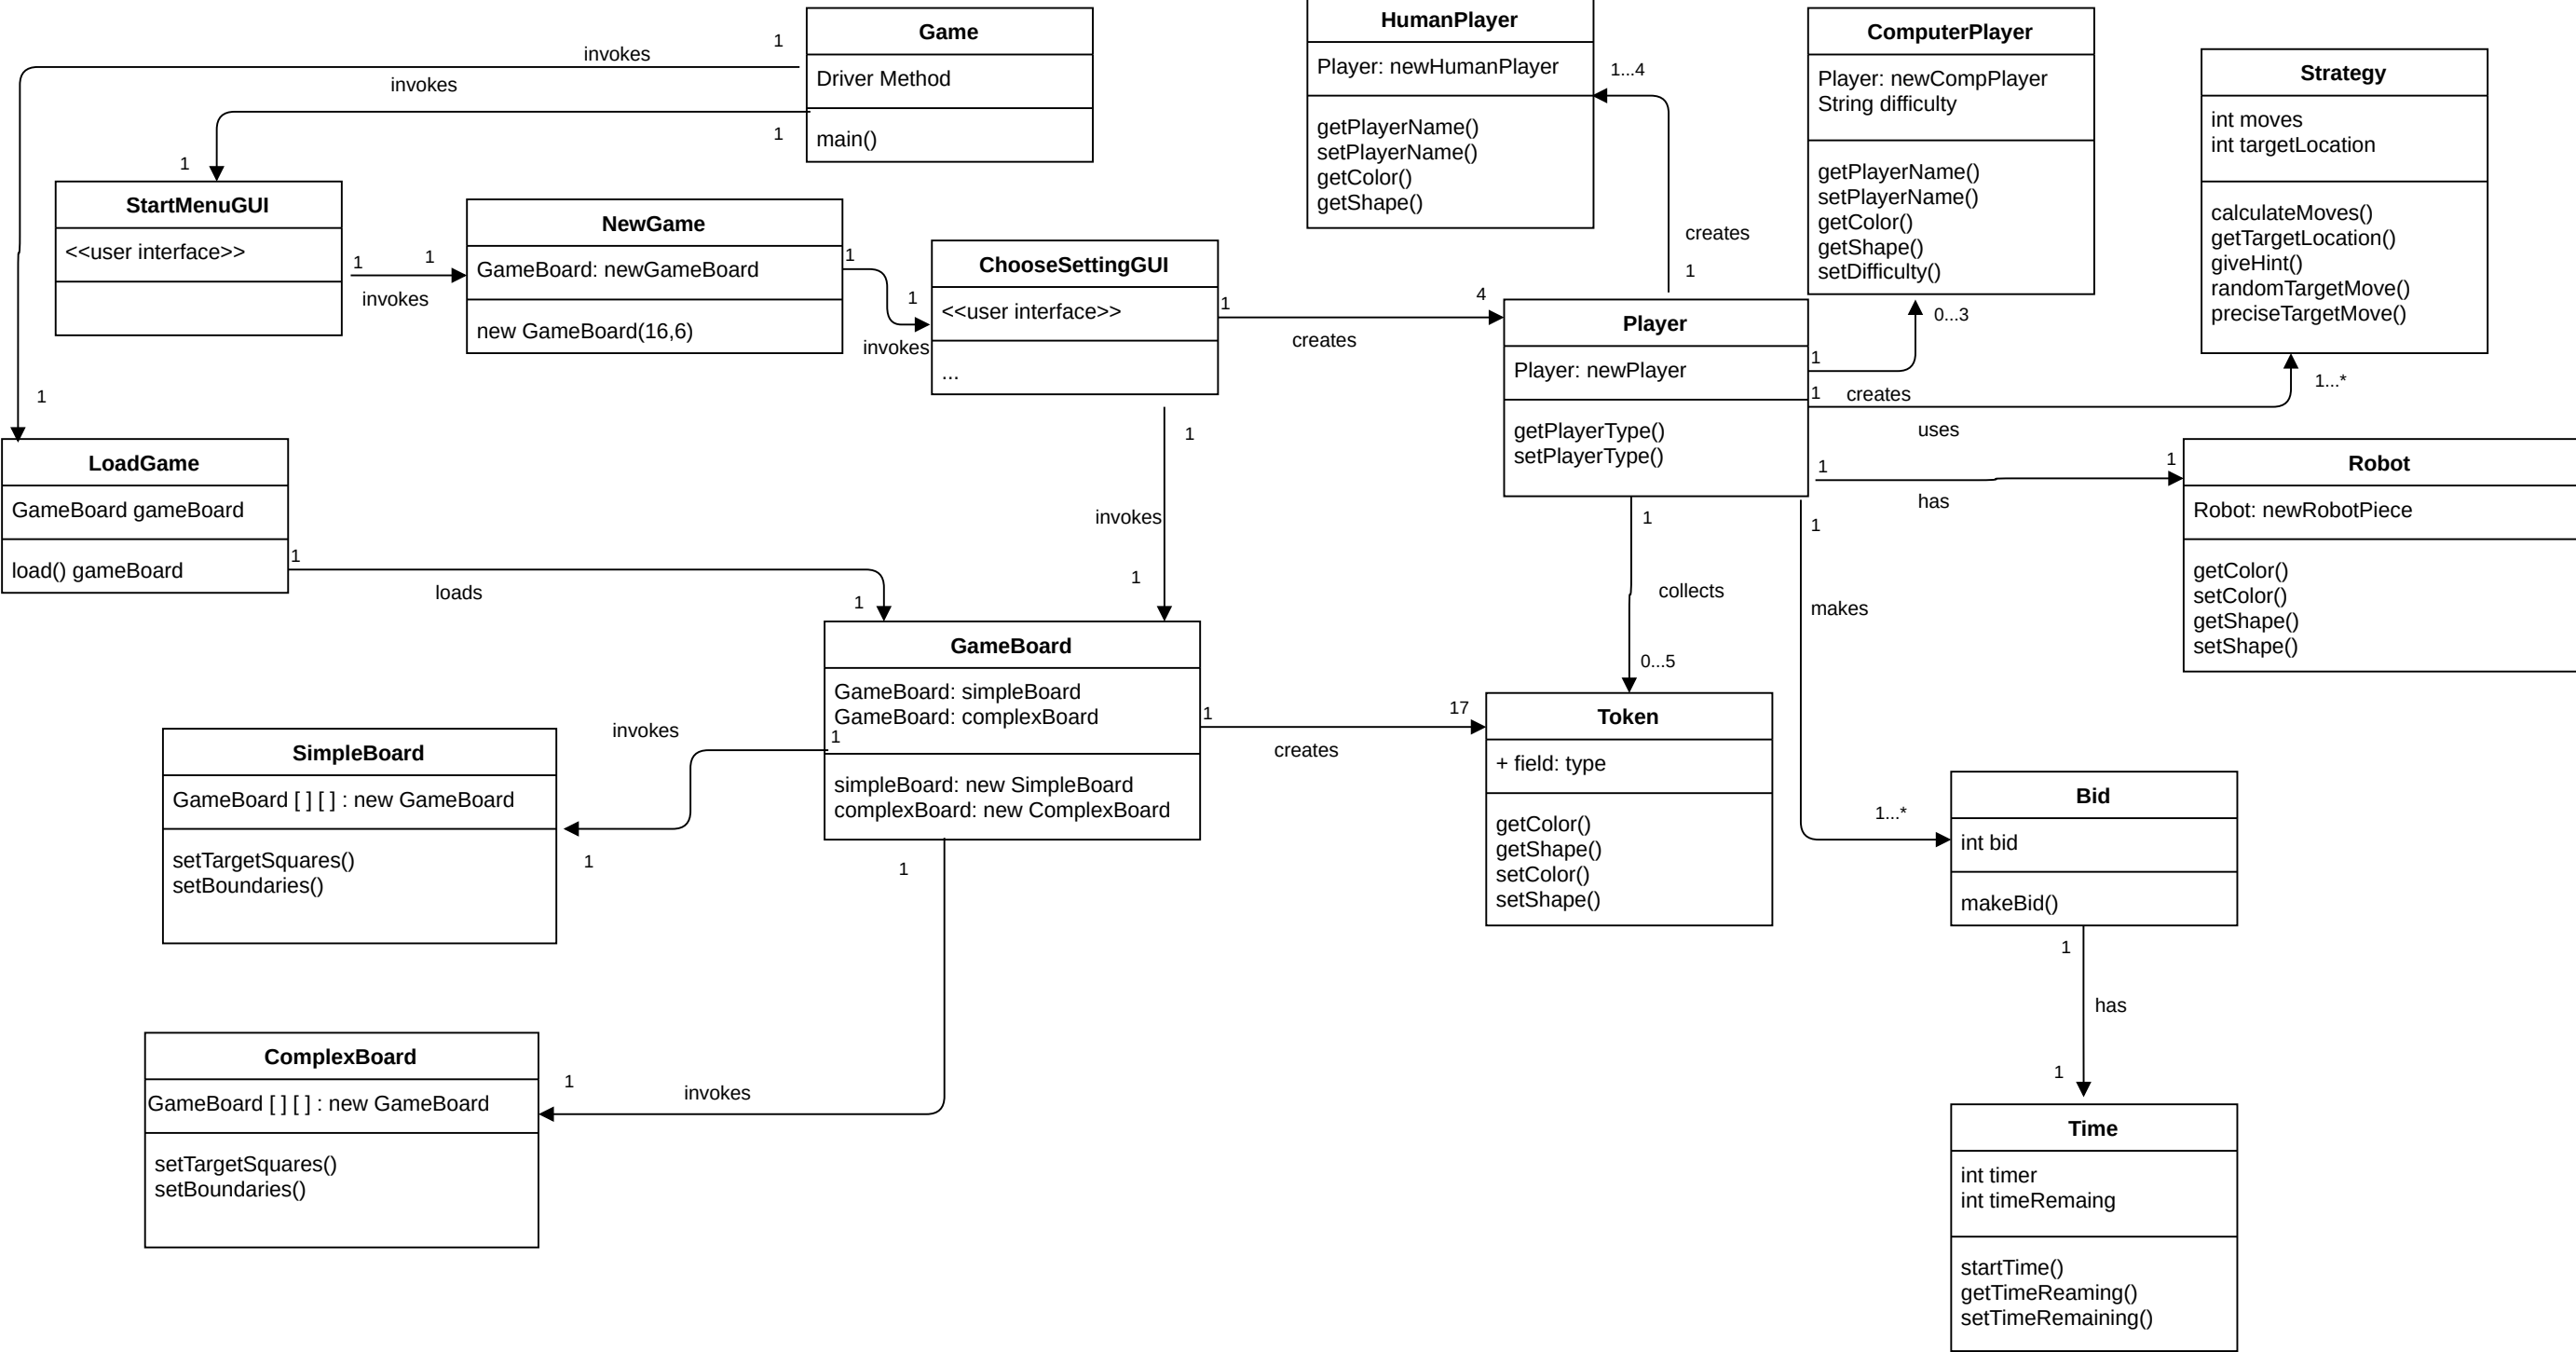 Game
Driver Method
main()
1
invokes
invokes
1
1
HumanPlayer
Player: newHumanPlayer
getPlayerName()
setPlayerName()
getColor()
getShape()
1...4
creates
1
ComputerPlayer
Player: newCompPlayer
String difficulty
getPlayerName()
setPlayerName()
getColor()
getShape()
setDifficulty()
0...3
Strategy
int moves
int targetLocation
calculateMoves()
getTargetLocation()
giveHint()
randomTargetMove()
preciseTargetMove()
1...*
StartMenuGUI
<<user interface>>
1
1
invokes
NewGame
GameBoard: newGameBoard
new GameBoard(16,6)
1
1
invokes
ChooseSettingGUI
<<user interface>>
...
1
4
creates
Player
Player: newPlayer
getPlayerType()
setPlayerType()
1
1
creates
uses
1
1
has
Robot
Robot: newRobotPiece
getColor()
setColor()
getShape()
setShape()
1
LoadGame
GameBoard gameBoard
load() gameBoard
1
loads
1
1
invokes
1
1
collects
0...5
1
makes
1...*
GameBoard
GameBoard: simpleBoard
GameBoard: complexBoard
1
simpleBoard: new SimpleBoard
complexBoard: new ComplexBoard
1
17
creates
Token
+ field: type
getColor()
getShape()
setColor()
setShape()
invokes
1
SimpleBoard
GameBoard [ ] [ ] : new GameBoard
setTargetSquares()
setBoundaries()
1
Bid
int bid
makeBid()
1
has
1
ComplexBoard
GameBoard [ ] [ ] : new GameBoard
setTargetSquares()
setBoundaries()
1
invokes
Time
int timer
int timeRemaing
startTime()
getTimeReaming()
setTimeRemaining()